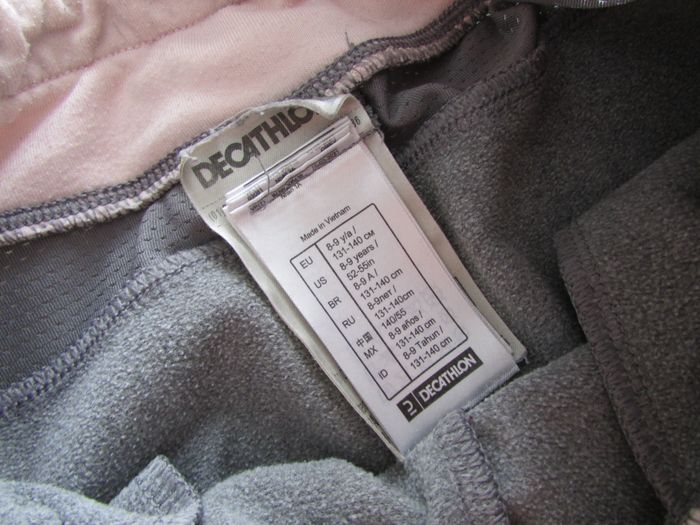 DECATHLO
Made in Vietnam
EU 8-9 y/a /
131-140 см
US 8-9 years /
52-55in
BR 8-9 A /
131-140 cm
RU 8-9лет /
131-140cm
中国 140/55
MX 8-9 años /
131-140 cm
ID 8-9 Tahun /
131-140 cm
DECATHLON